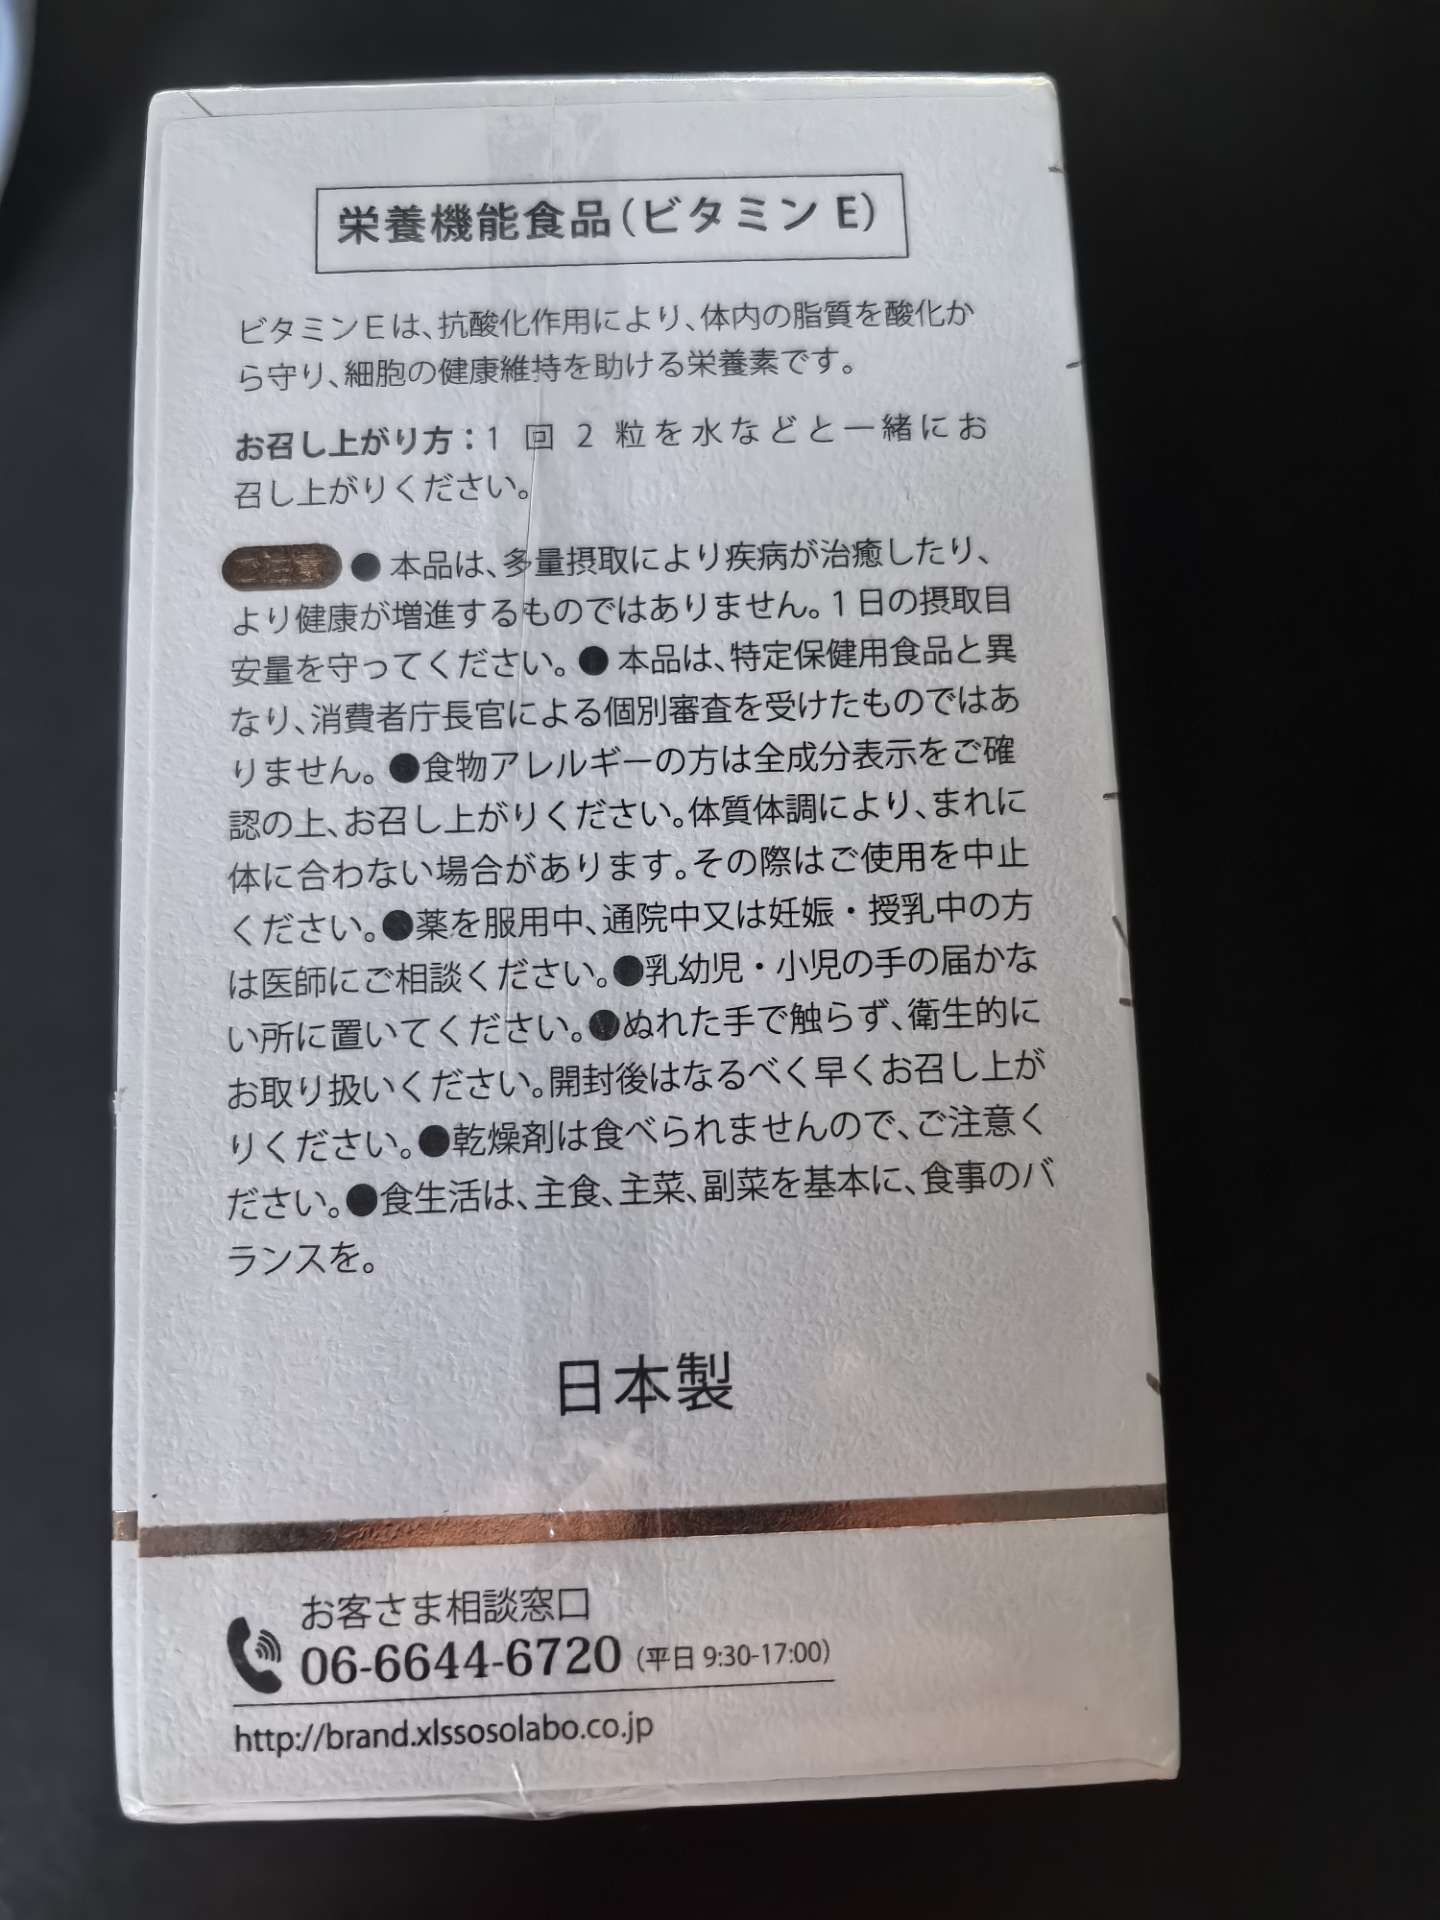 栄養機能食品(ビタミンE)
ビタミンEは、抗酸化作用により、体内の脂質を酸化か
ら守り、細胞の健康維持を助ける栄養素です。
お召し上がり方：1 回 2 粒を水などと一緒にお
召し上がりください。
ご注意 ● 本品は、多量摂取により疾病が治癒したり、
より健康が増進するものではありません。1日の摂取目
安量を守ってください。● 本品は、特定保健用食品と異
なり、消費者庁長官による個別審査を受けたものではあ
りません。●食物アレルギーの方は全成分表示をご確
認の上、お召し上がりください。体質体調により、まれに
体に合わない場合があります。その際はご使用を中止
ください。●薬を服用中、通院中又は妊娠・授乳中の方
は医師にご相談ください。●乳幼児・小児の手の届かな
い所に置いてください。●ぬれた手で触らず、衛生的に
お取り扱いください。開封後はなるべく早くお召し上が
りください。●乾燥剤は食べられませんので、ご注意く
ださい。●食生活は、主食、主菜、副菜を基本に、食事のバ
ランスを。
日本製
お客さま相談窓口
06-6644-6720 (平日 9:30-17:00)
http://brand.xlssosolabo.co.jp